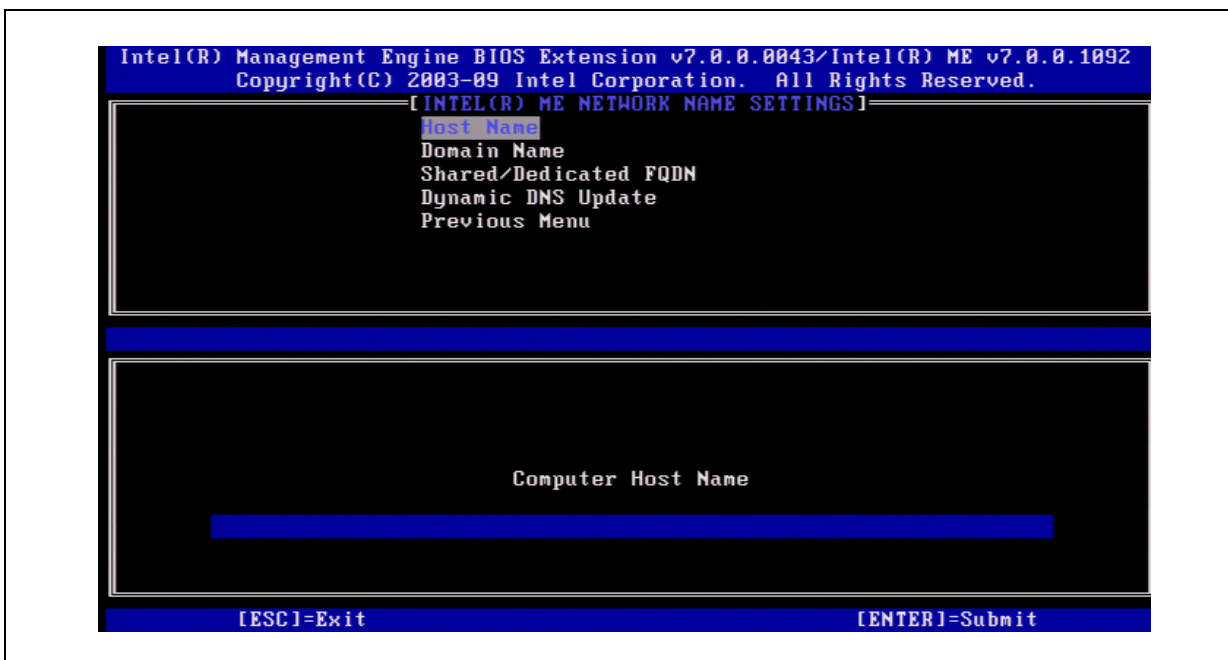 Intel(R) Management Engine BIOS Extension v7.0.0.0043/Intel(R) ME v7.0.0.1092
Copyright(C) 2003-09 Intel Corporation. All Rights Reserved.
[INTEL(R) ME NETWORK NAME SETTINGS]
Host Name
Domain Name
Shared/Dedicated FQDN
Dynamic DNS Update
Previous Menu
Computer Host Name
[ESC]=Exit [ENTER]=Submit